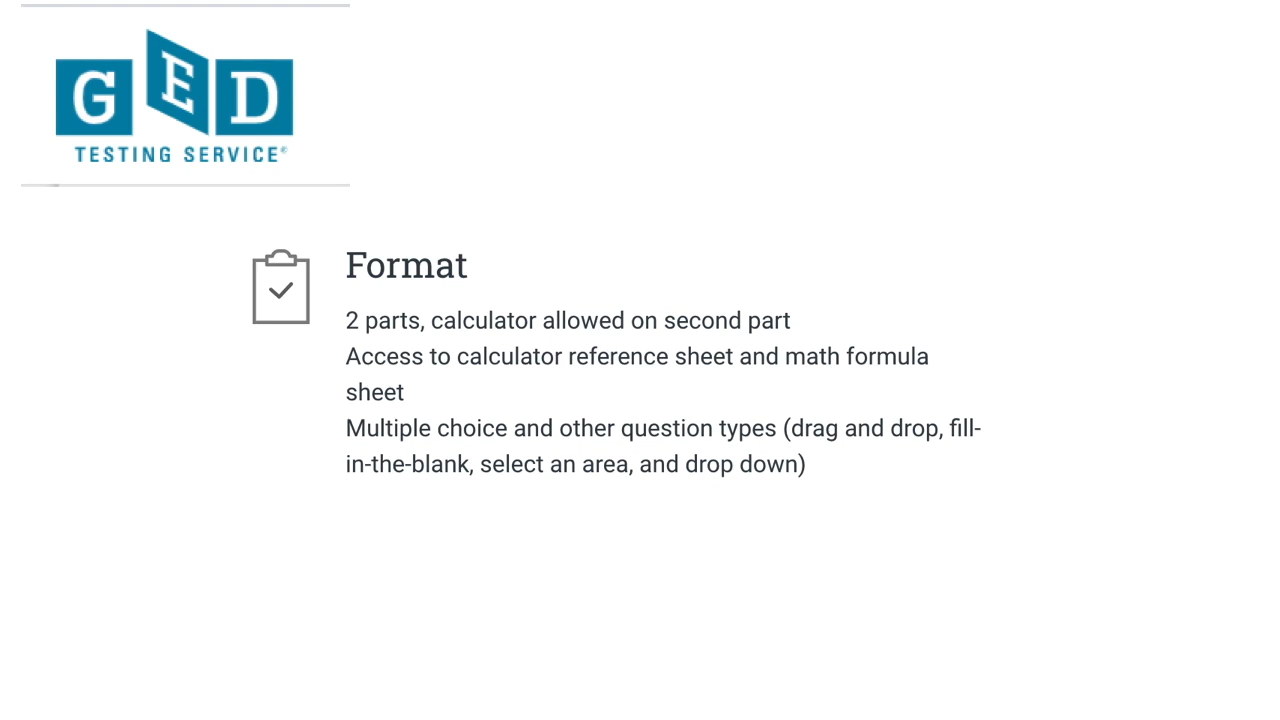 GED
TESTING SERVICE®
Format
2 parts, calculator allowed on second part
Access to calculator reference sheet and math formula
sheet
Multiple choice and other question types (drag and drop, fill-
in-the-blank, select an area, and drop down)